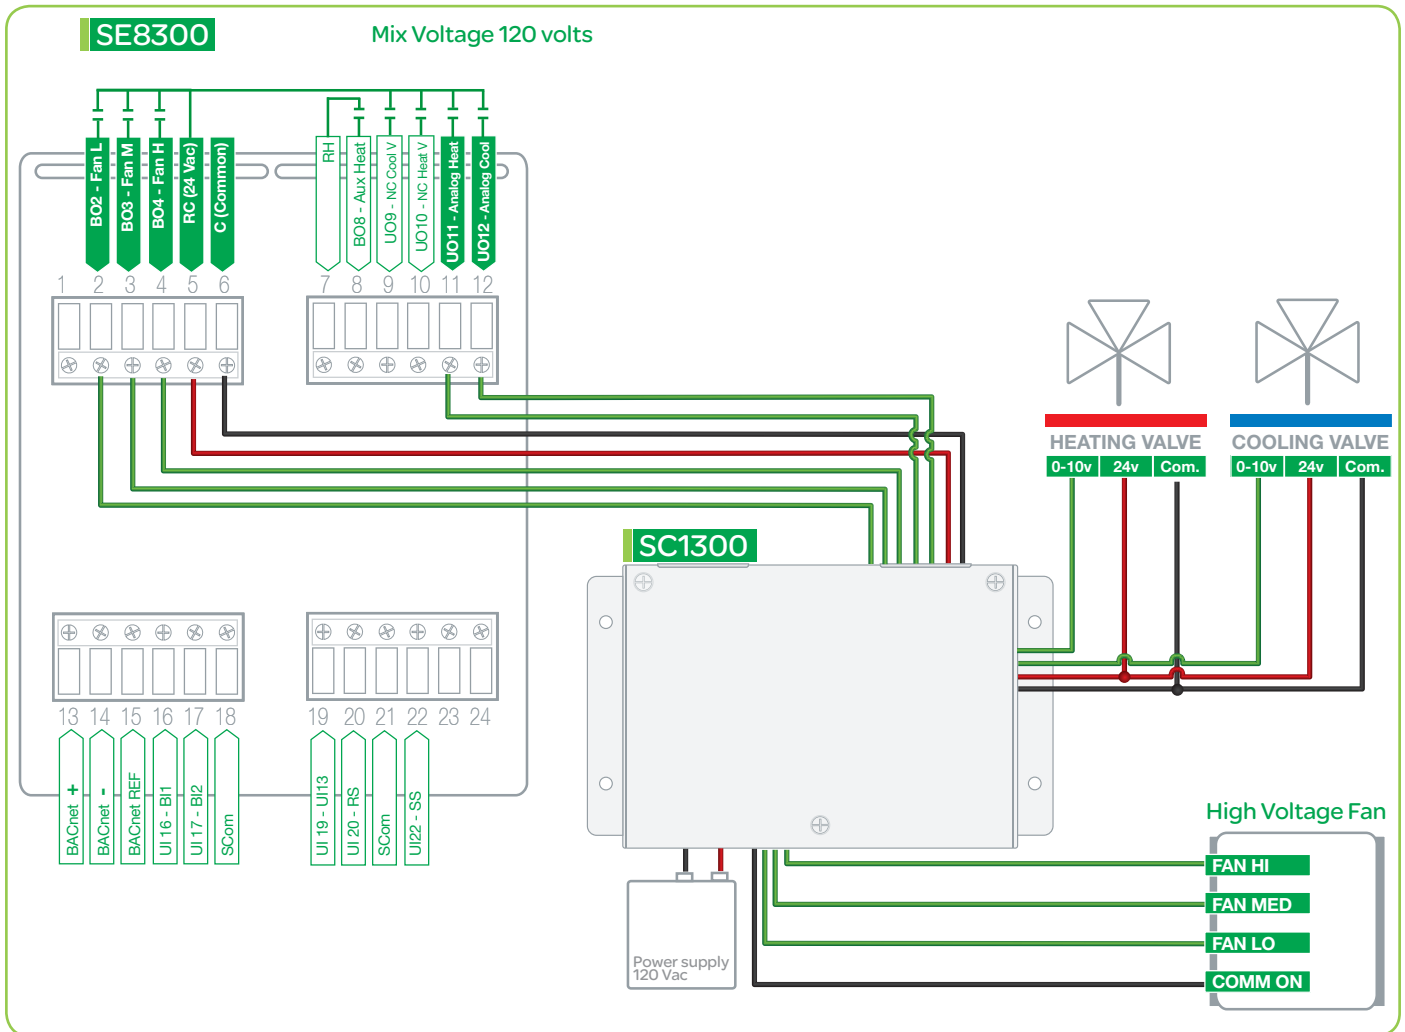 SE8300
Mix Voltage 120 volts
BO2 - Fan L
BO3 - Fan M
BO4 - Fan H
RC (24 Vac)
C (Common)
RH
BO8 - Aux Heat
UO9 - NC Cool V
UO10 - NC Heat V
UO11 - Analog Heat
UO12 - Analog Cool
1 2 3 4 5 6
7 8 9 10 11 12
HEATING VALVE
0-10v 24v Com.
COOLING VALVE
0-10v 24v Com.
SC1300
13 14 15 16 17 18
19 20 21 22 23 24
BACnet +
BACnet -
BACnet REF
UI 16 - BI1
UI 17 - BI2
SCom
UI 19 - UI13
UI 20 - RS
SCom
UI22 - SS
Power supply
120 Vac
High Voltage Fan
FAN HI
FAN MED
FAN LO
COMM ON